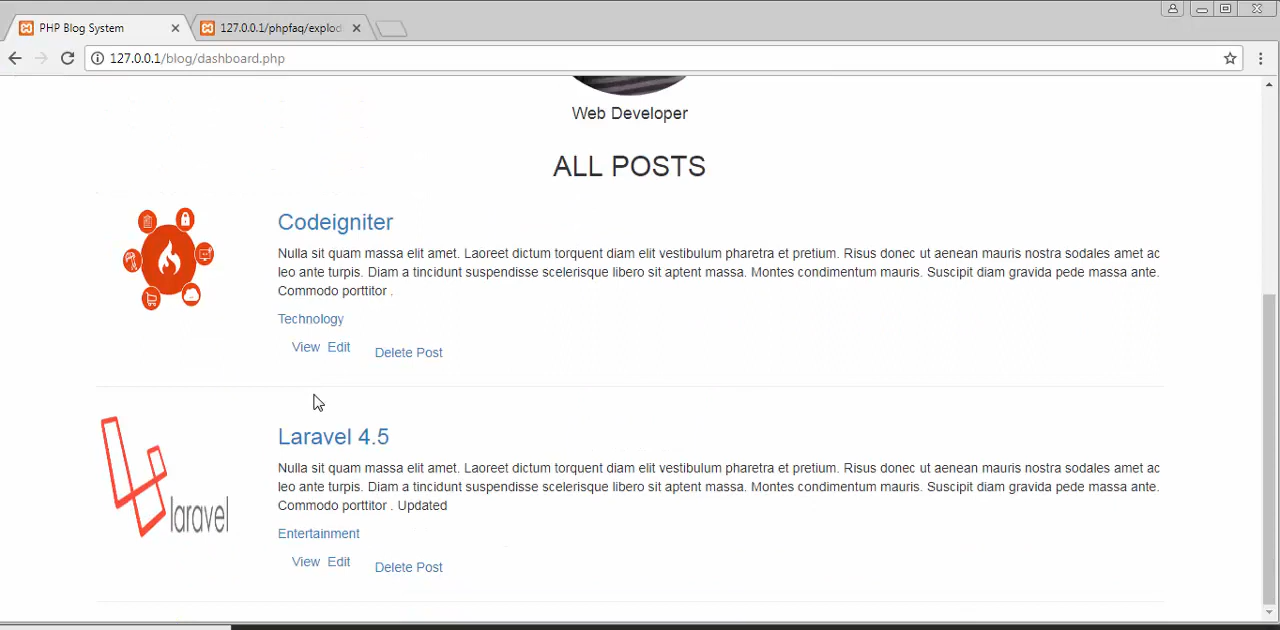 PHP Blog System
127.0.0.1/phpfaq/explod
127.0.0.1/blog/dashboard.php
Web Developer
ALL POSTS
Codeigniter
Nulla sit quam massa elit amet. Laoreet dictum torquent diam elit vestibulum pharetra et pretium. Risus donec ut aenean mauris nostra sodales amet ac
leo ante turpis. Diam a tincidunt suspendisse scelerisque libero sit aptent massa. Montes condimentum mauris. Suscipit diam gravida pede massa ante.
Commodo porttitor .
Technology
View Edit Delete Post
laravel
Laravel 4.5
Nulla sit quam massa elit amet. Laoreet dictum torquent diam elit vestibulum pharetra et pretium. Risus donec ut aenean mauris nostra sodales amet ac
leo ante turpis. Diam a tincidunt suspendisse scelerisque libero sit aptent massa. Montes condimentum mauris. Suscipit diam gravida pede massa ante.
Commodo porttitor . Updated
Entertainment
View Edit Delete Post